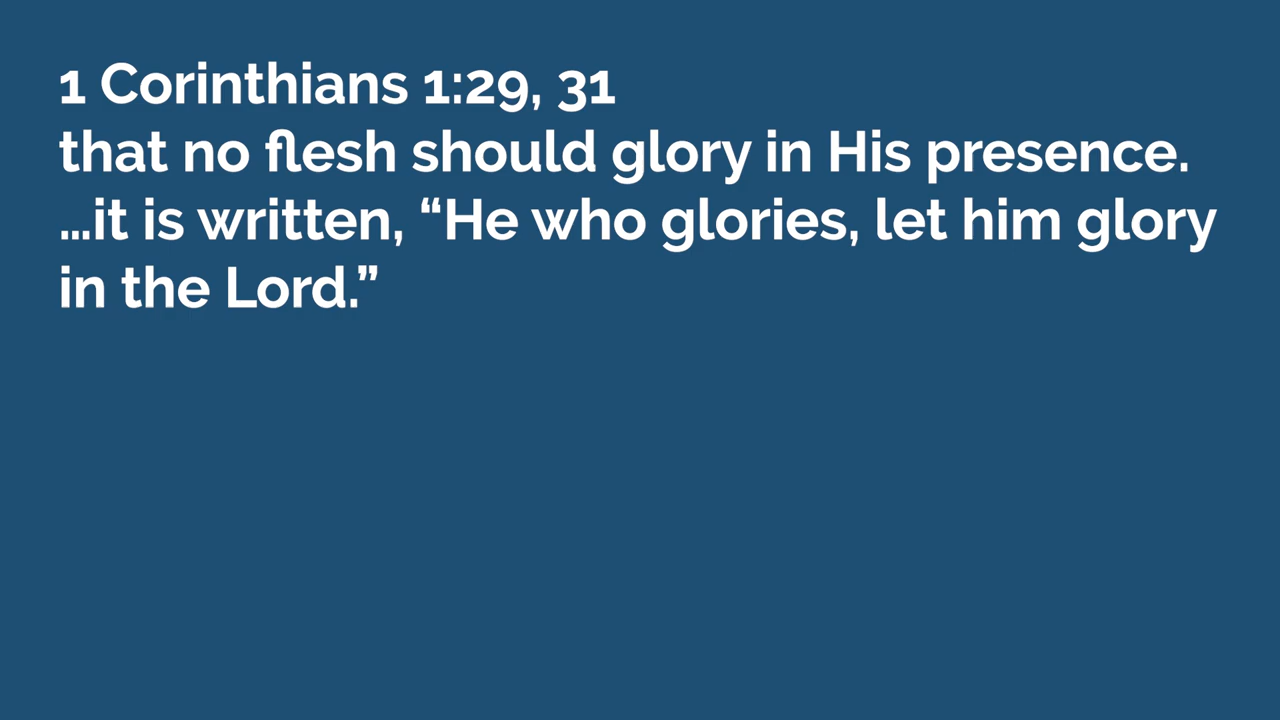 1 Corinthians 1:29, 31
that no flesh should glory in His presence.
…it is written, “He who glories, let him glory
in the Lord.”